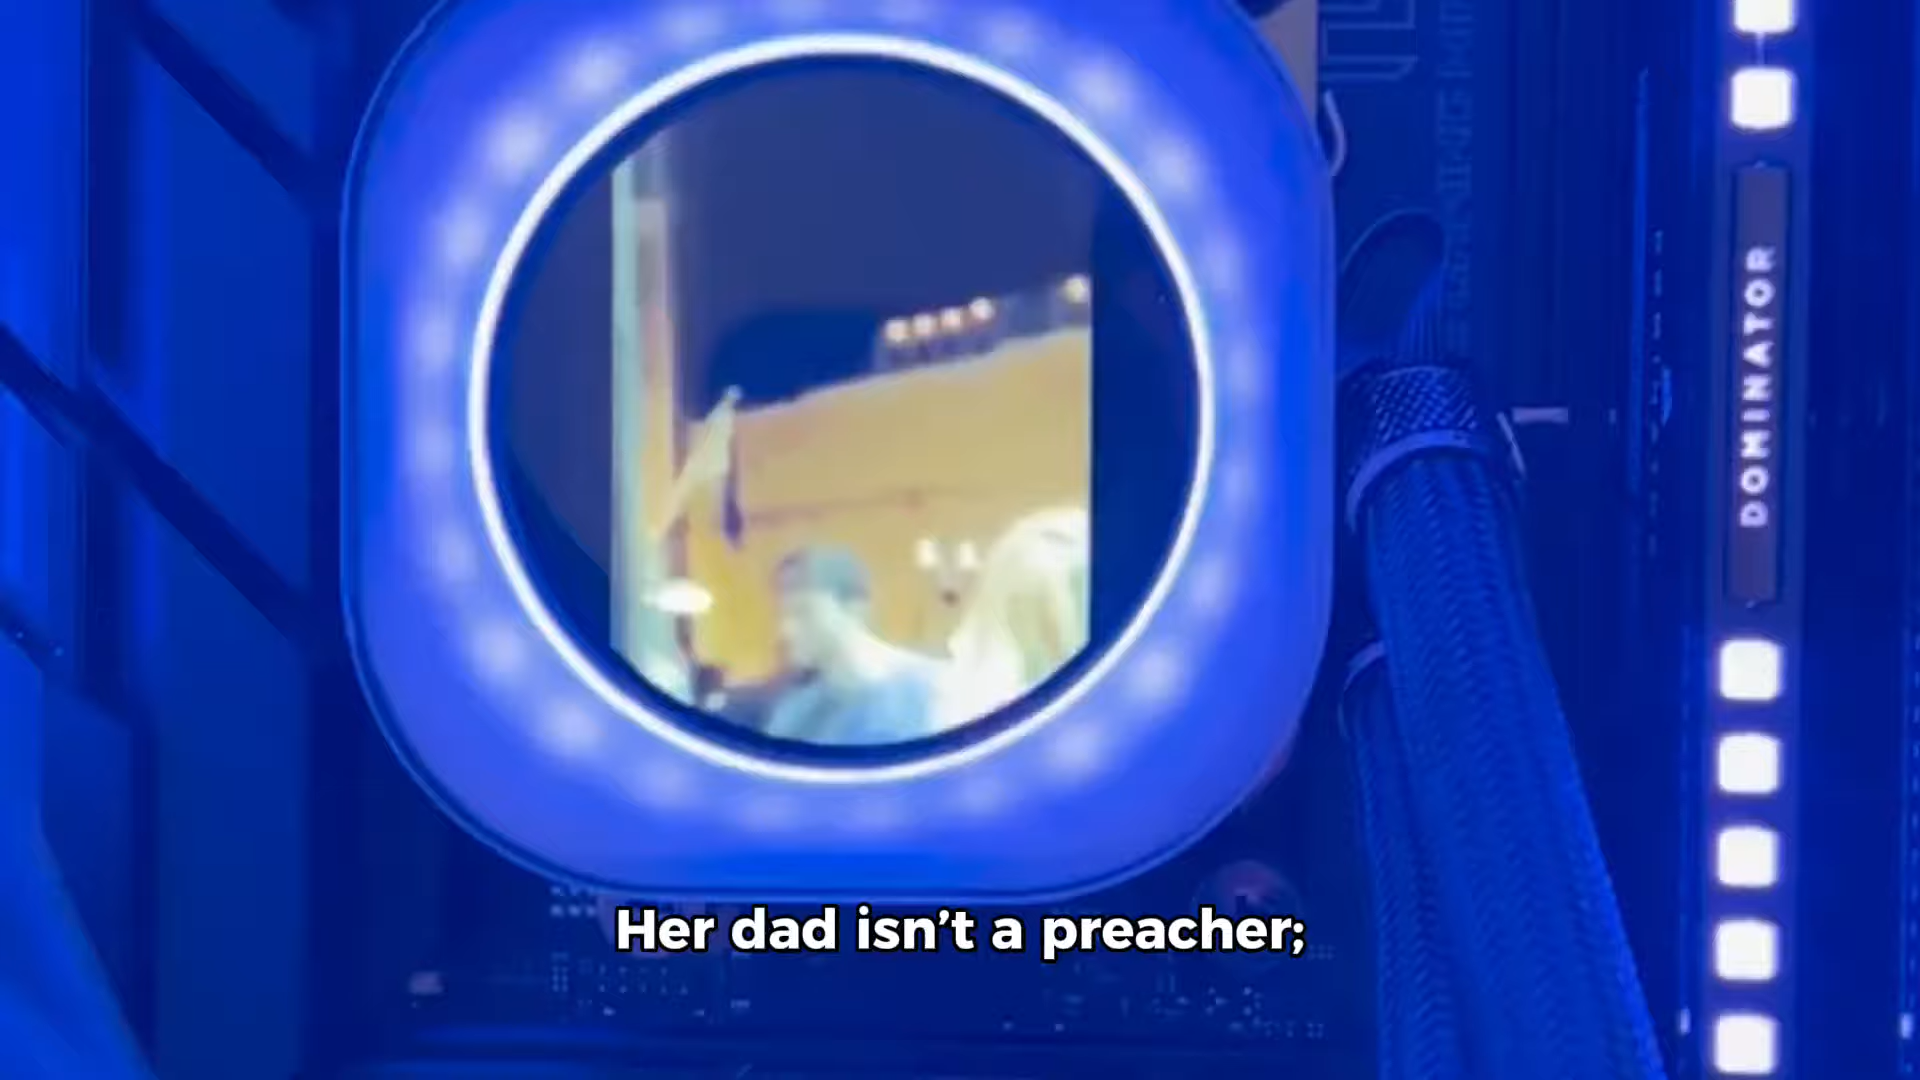 DOMINATOR
Her dad isn’t a preacher;